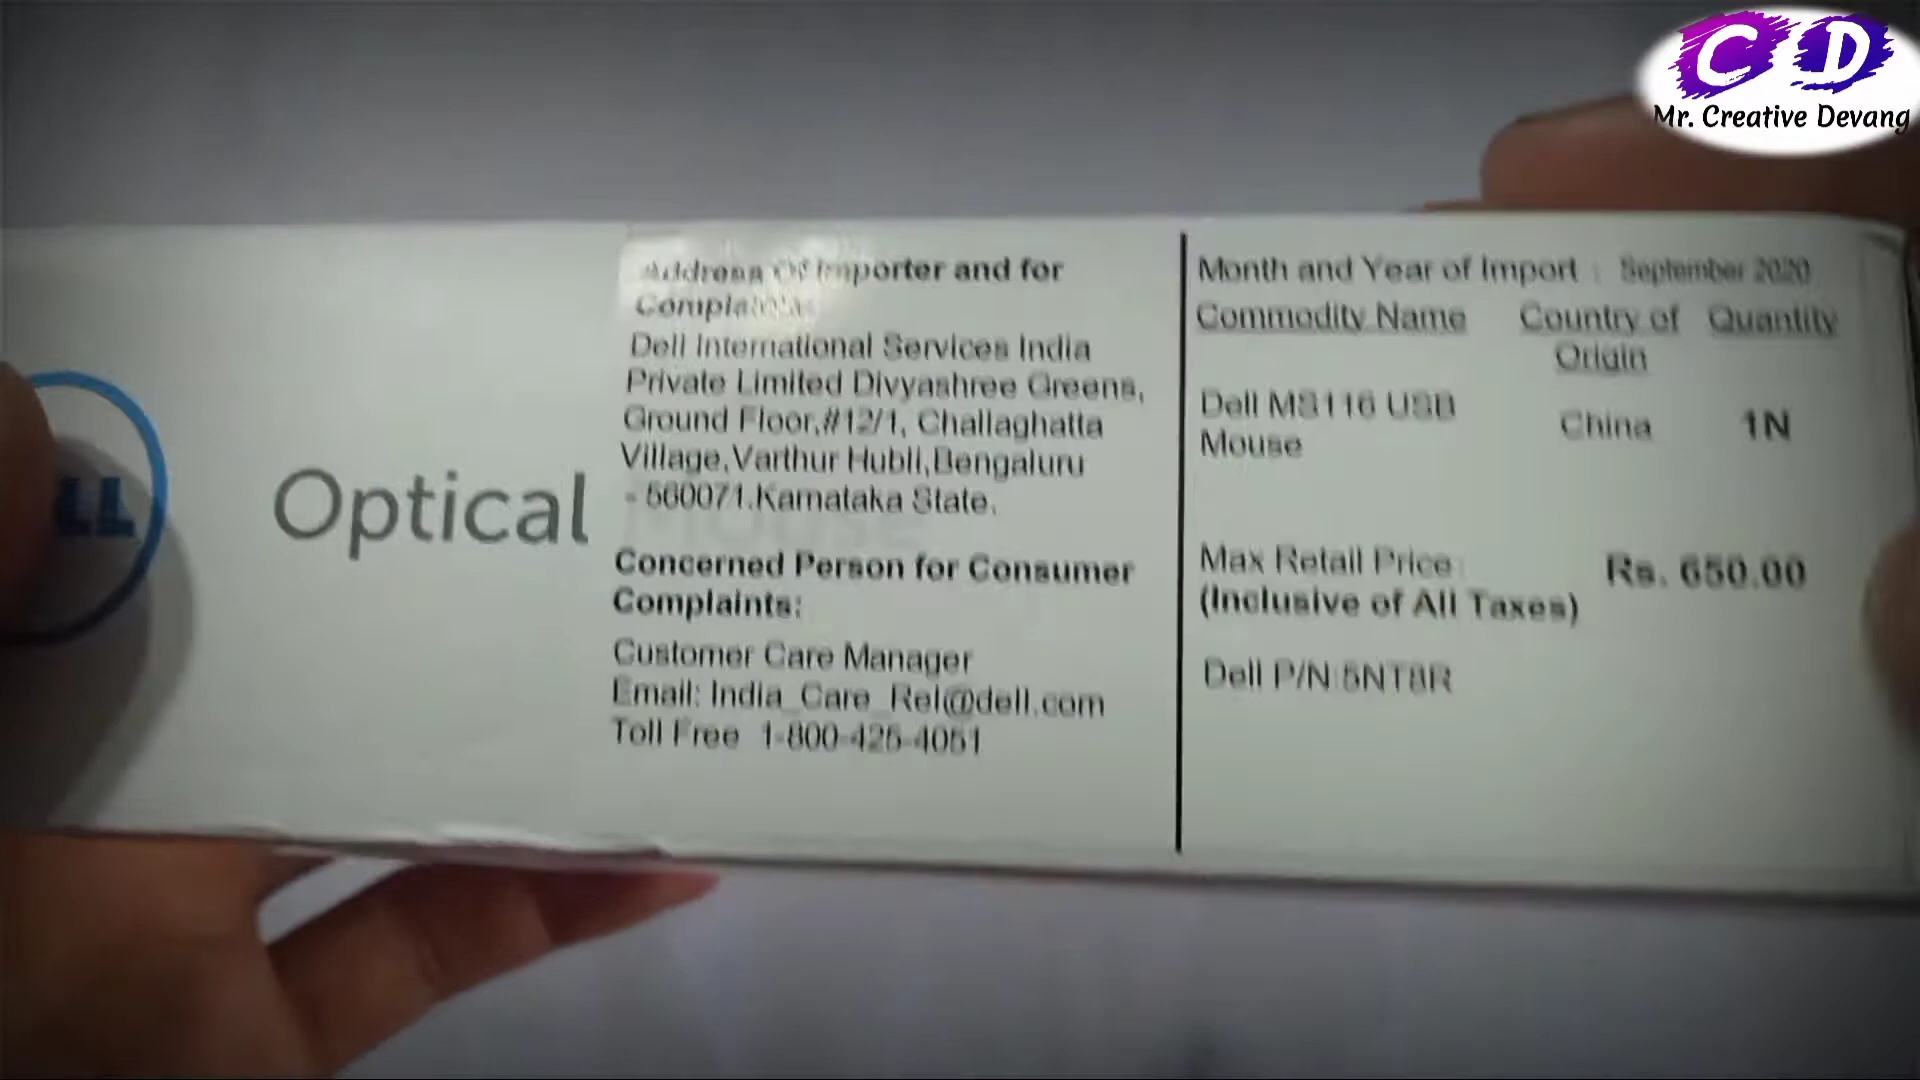 CD
Mr. Creative Devang
LL
Optical
Address Of Importer and for
Complaints:
Dell International Services India
Private Limited Divyashree Greens,
Ground Floor,#12/1, Challaghatta
Village,Varthur Hubli,Bengaluru
- 560071.Karnataka State.
Concerned Person for Consumer
Complaints:
Customer Care Manager
Email: India_Care_Rel@dell.com
Toll Free 1-800-425-4051
Month and Year of Import : September 2020
Commodity Name Country of Quantity
Origin
Dell MS116 USB
Mouse China 1N
Max Retail Price : Rs. 650.00
(Inclusive of All Taxes)
Dell P/N:5NT8R